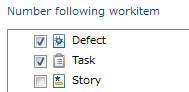 Number following workitem
Defect
Task
Story